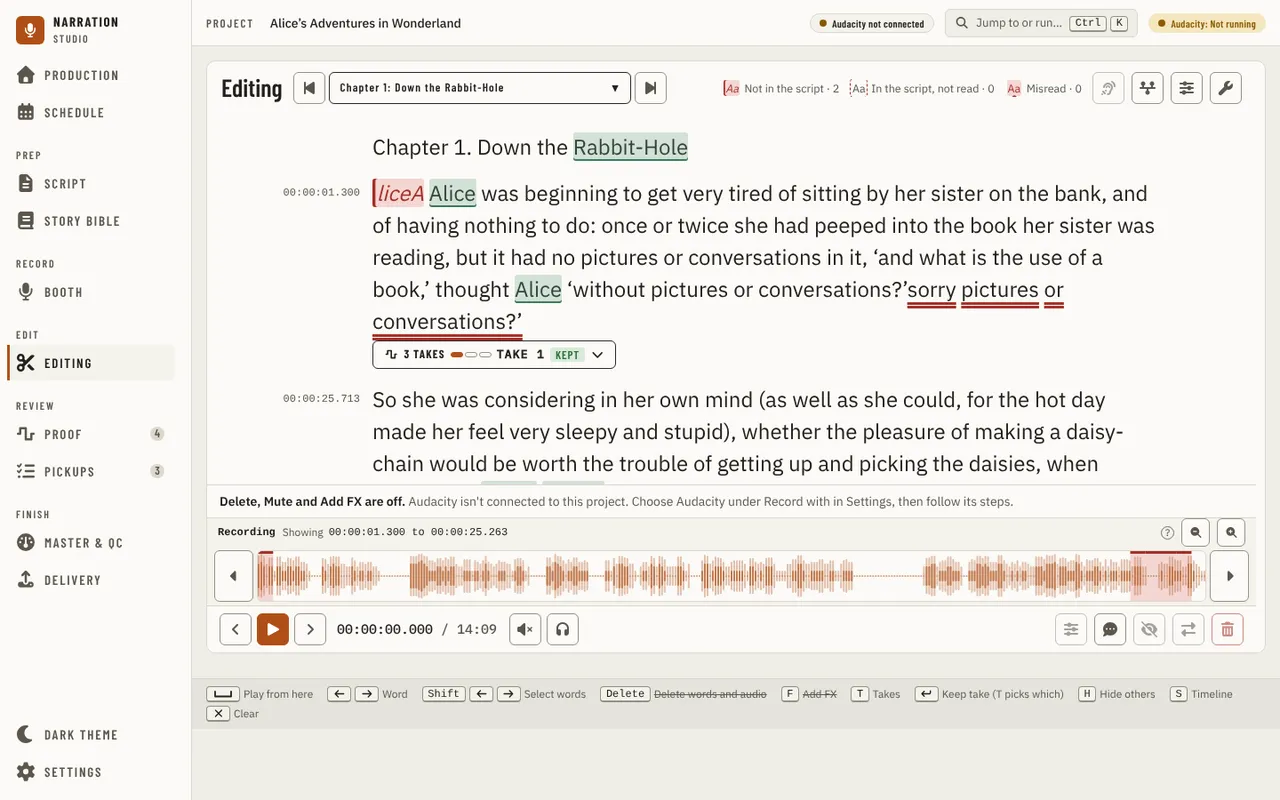 NARRATION
STUDIO
PRODUCTION
SCHEDULE
PREP
SCRIPT
STORY BIBLE
RECORD
BOOTH
EDIT
EDITING
REVIEW
PROOF 4
PICKUPS 3
FINISH
MASTER & QC
DELIVERY
DARK THEME
SETTINGS
PROJECT Alice's Adventures in Wonderland
Audacity not connected
Jump to or run... Ctrl K
Audacity: Not running
Editing
Chapter 1: Down the Rabbit-Hole ▼
Aa Not in the script · 2 Aa In the script, not read · 0 Aa Misread · 0
Chapter 1. Down the Rabbit-Hole
00:00:01.300 liceA Alice was beginning to get very tired of sitting by her sister on the bank, and
of having nothing to do: once or twice she had peeped into the book her sister was
reading, but it had no pictures or conversations in it, ‘and what is the use of a
book,’ thought Alice ‘without pictures or conversations?’sorry pictures or
conversations?’
3 TAKES TAKE 1 KEPT
00:00:25.713 So she was considering in her own mind (as well as she could, for the hot day
made her feel very sleepy and stupid), whether the pleasure of making a daisy-
chain would be worth the trouble of getting up and picking the daisies, when
Delete, Mute and Add FX are off. Audacity isn't connected to this project. Choose Audacity under Record with in Settings, then follow its steps.
Recording Showing 00:00:01.300 to 00:00:25.263 ?
00:00:00.000 / 14:09
Play from here ← → Word Shift ← → Select words Delete Delete words and audio F Add FX T Takes ↵ Keep take (T picks which) H Hide others S Timeline
✕ Clear